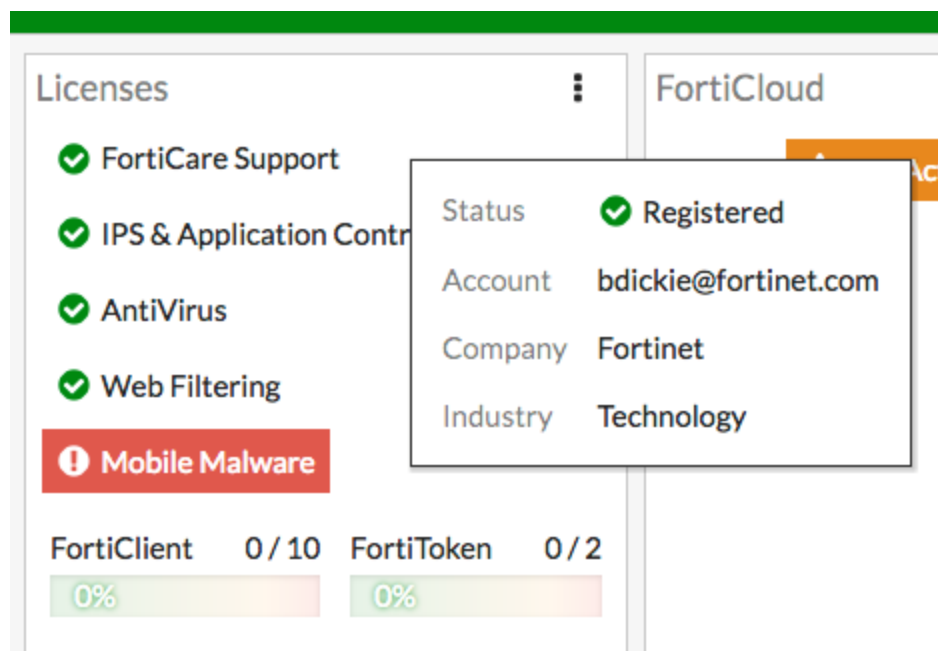 Licenses
FortiCloud
FortiCare Support
IPS & Application Contr
AntiVirus
Web Filtering
Mobile Malware
Status Registered
Account bdickie@fortinet.com
Company Fortinet
Industry Technology
FortiClient 0 / 10 FortiToken 0 / 2
0% 0%